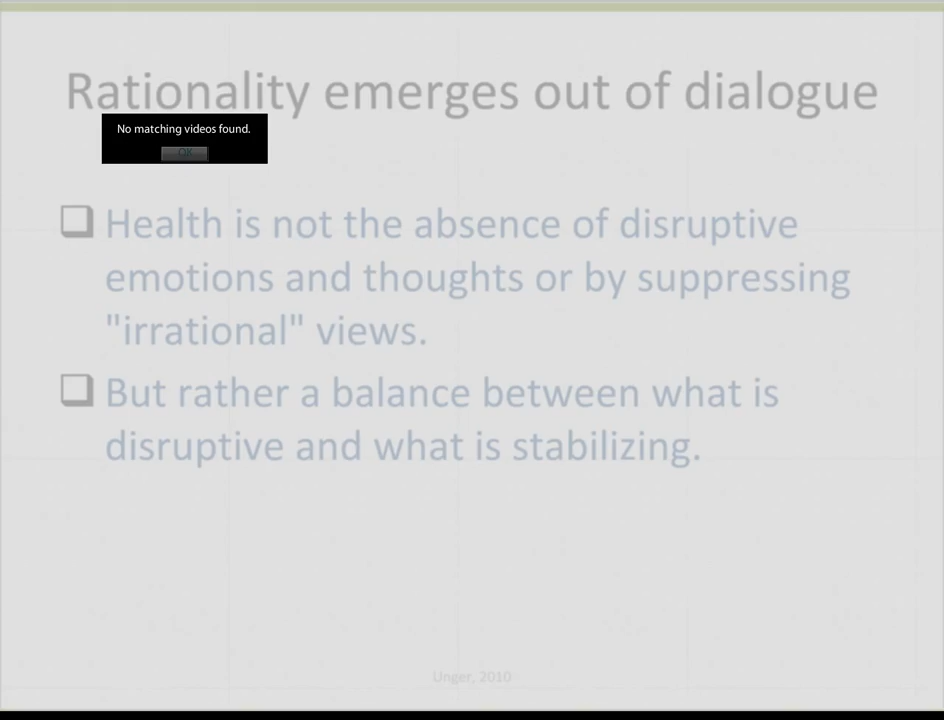 Rationality emerges out of dialogue
No matching videos found.
OK
Health is not the absence of disruptive
emotions and thoughts or by suppressing
"irrational" views.
But rather a balance between what is
disruptive and what is stabilizing.
Unger, 2010